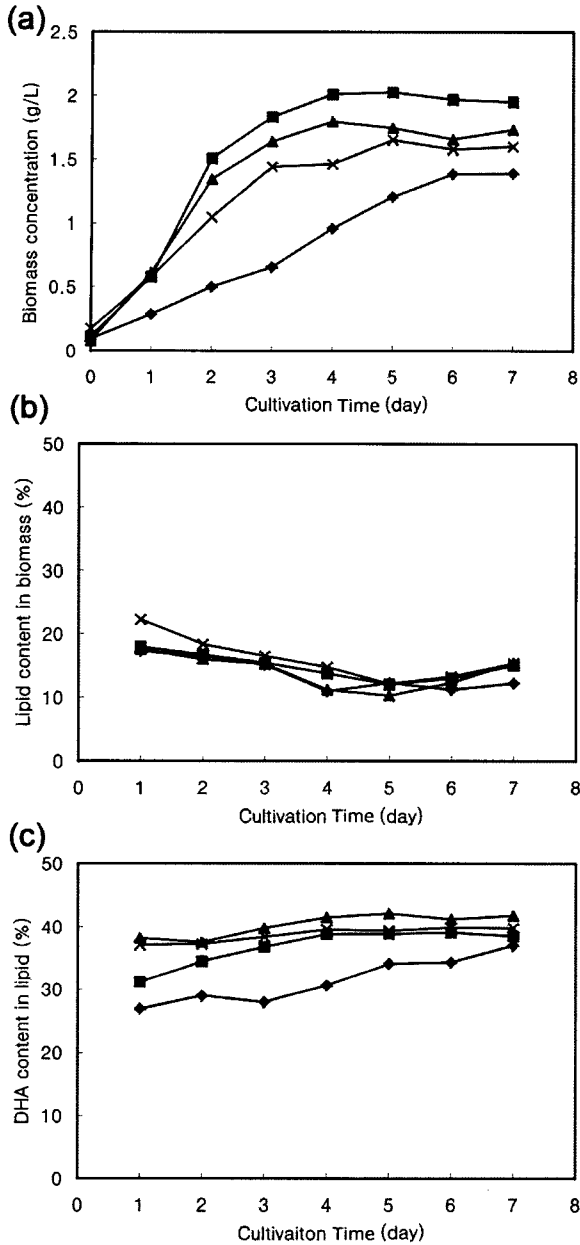 (a)
2.5
2
1.5
1
0.5
0
Biomass concentration (g/L)
0 1 2 3 4 5 6 7 8
Cultivation Time (day)
(b)
50
40
30
20
10
0
Lipid content in biomass (%)
0 1 2 3 4 5 6 7 8
Cultivation Time (day)
(c)
50
40
30
20
10
0
DHA content in lipid (%)
0 1 2 3 4 5 6 7 8
Cultivaiton Time (day)